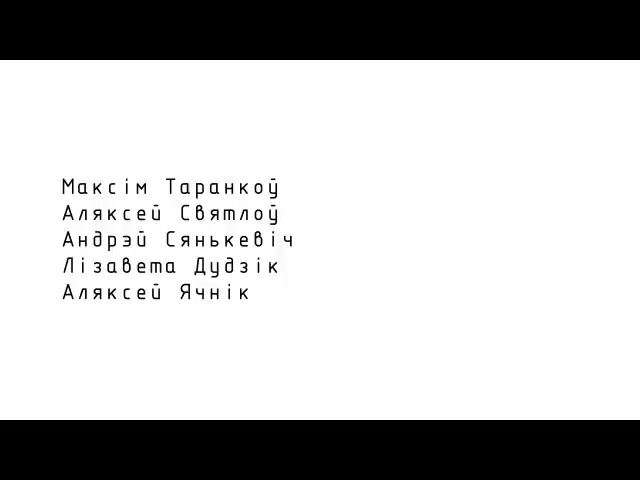 Максім Таранкоў
Аляксей Святлоў
Андрэй Сянькевіч
Лізавета Дудзік
Аляксей Ячнік